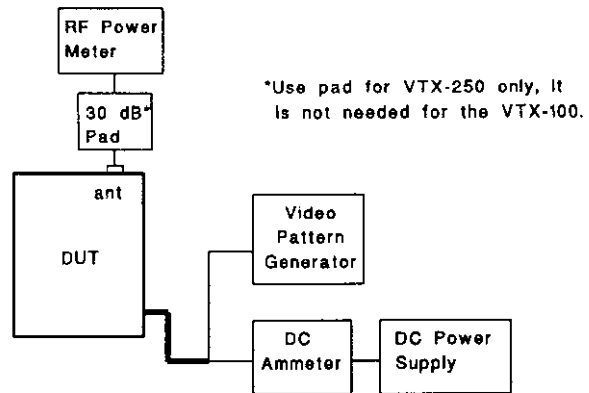 RF Power
Meter
*Use pad for VTX-250 only, it
is not needed for the VTX-100.
30 dB*
Pad
ant
DUT
Video
Pattern
Generator
DC
Ammeter
DC Power
Supply